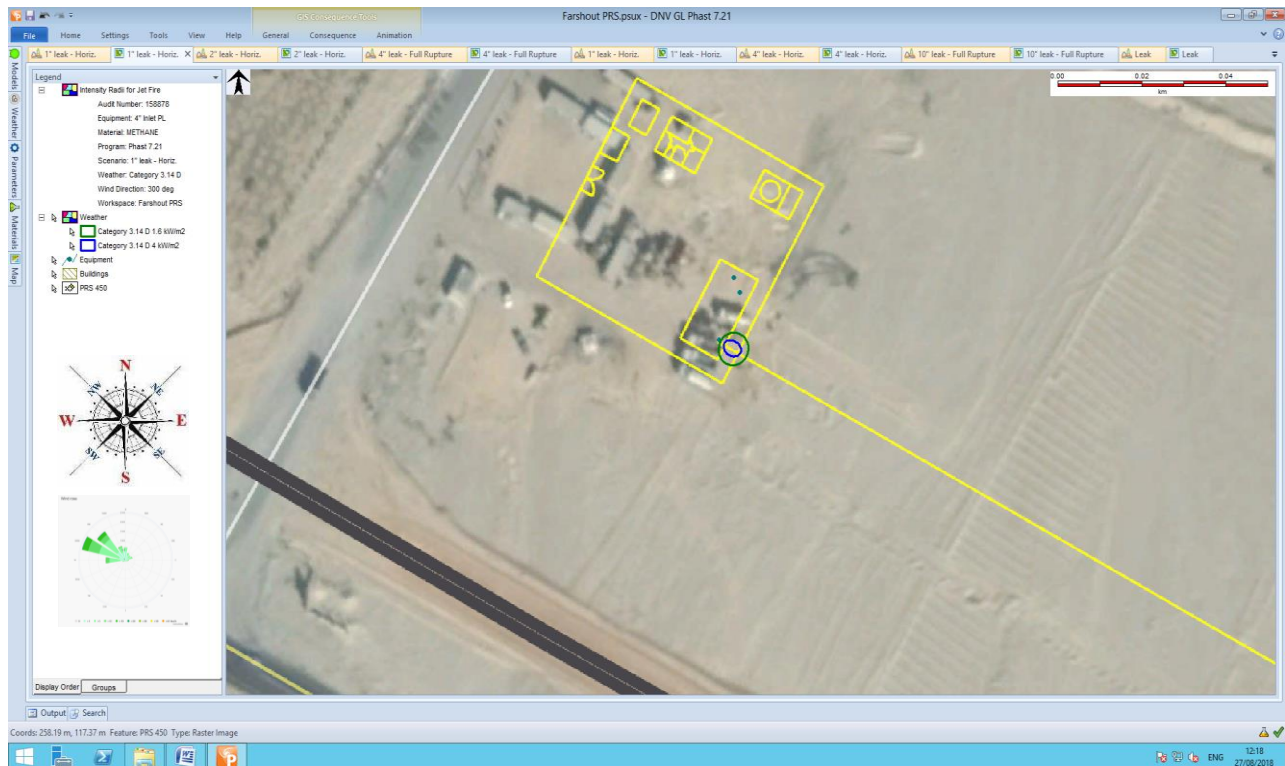 GIS Consequence Tools
Farshout PRS.psux - DNV GL Phast 7.21
File Home Settings Tools View Help General Consequence Animation
1" leak - Horiz. 1" leak - Horiz. X 2" leak - Horiz. 2" leak - Horiz. 4" leak - Full Rupture 4" leak - Full Rupture 1" leak - Horiz. 1" leak - Horiz. 4" leak - Horiz. 4" leak - Horiz. 10" leak - Full Rupture 10" leak - Full Rupture Leak Leak
Models
Weather
Parameters
Materials
Map
Legend
Intensity Radii for Jet Fire
Audit Number: 158878
Equipment: 4" Inlet PL
Material: METHANE
Program: Phast 7.21
Scenario: 1" leak - Horiz.
Weather: Category 3.14 D
Wind Direction: 300 deg
Workspace: Farshout PRS
Weather
Category 3.14 D 1.6 kW/m2
Category 3.14 D 4 kW/m2
Equipment
Buildings
PRS 450
0.00 0.02 0.04
km
N
NW NE
W E
SW SE
S
Display Order Groups
Output Search
Coords: 258.19 m, 117.37 m Feature: PRS 450 Type: Raster Image
ENG
12:18
27/08/2018